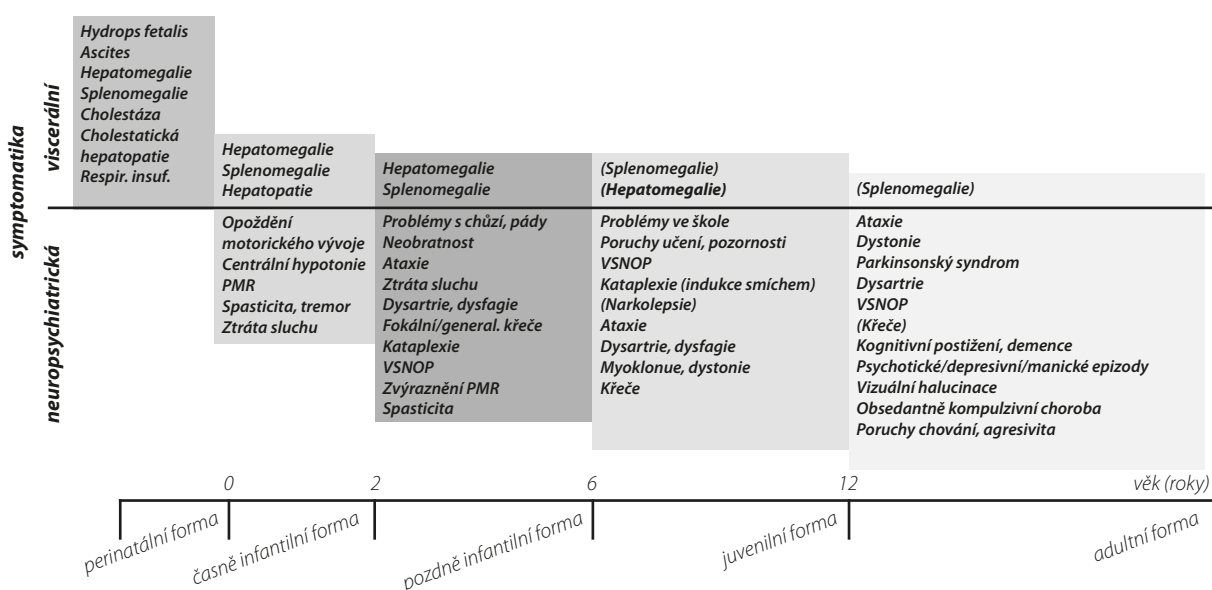 symptomatika
viscerální
neuropsychiatrická
Hydrops fetalis
Ascites
Hepatomegalie
Splenomegalie
Cholestáza
Cholestatická
hepatopatie
Respir. insuf.
Hepatomegalie
Splenomegalie
Hepatopatie
Opoždění
motorického vývoje
Centrální hypotonie
PMR
Spasticita, tremor
Ztráta sluchu
Hepatomegalie
Splenomegalie
Problémy s chůzí, pády
Neobratnost
Ataxie
Ztráta sluchu
Dysartrie, dysfagie
Fokální/general. křeče
Kataplexie
VSNOP
Zvýraznění PMR
Spasticita
(Splenomegalie)
(Hepatomegalie)
Problémy ve škole
Poruchy učení, pozornosti
VSNOP
Kataplexie (indukce smíchem)
(Narkolepsie)
Ataxie
Dysartrie, dysfagie
Myoklonue, dystonie
Křeče
(Splenomegalie)
Ataxie
Dystonie
Parkinsonský syndrom
Dysartrie
VSNOP
(Křeče)
Kognitivní postižení, demence
Psychotické/depresivní/manické epizody
Vizuální halucinace
Obsedantně kompulzivní choroba
Poruchy chování, agresivita
0 2 6 12 věk (roky)
perinatální forma
časně infantilní forma
pozdně infantilní forma
juvenilní forma
adultní forma